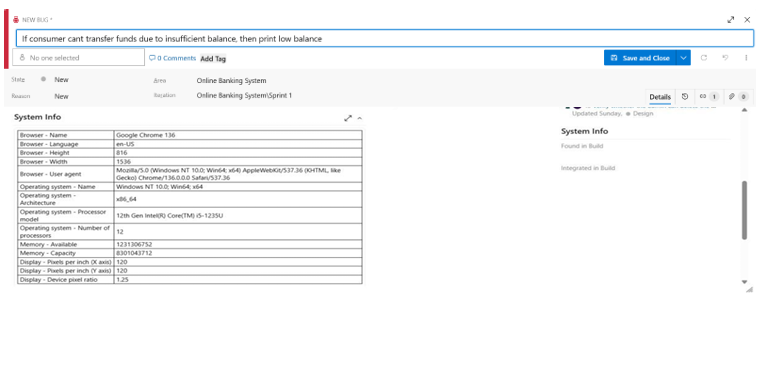 NEW BUG *
If consumer cant transfer funds due to insufficient balance, then print low balance
No one selected
0 Comments Add Tag
Save and Close
State New
Area Online Banking System
Reason New
Online Banking System\Sprint 1
Details
1
0
Updated Sunday, Design
System Info
Browser - Name Google Chrome 136
Browser - Language en-US
Browser - Height 816
Browser - Width 1536
Browser - User agent Mozilla/5.0 (Windows NT 10.0; Win64; x64) AppleWebKit/537.36 (KHTML, like
Gecko) Chrome/136.0.0.0 Safari/537.36
Operating system - Name Windows NT 10.0; Win64; x64
Operating system -
Architecture x86_64
Operating system - Processor
model 12th Gen Intel(R) Core(TM) i5-1235U
Operating system - Number of
processors 12
Memory - Available 1231306752
Memory - Capacity 8301043712
Display - Pixels per inch (X axis) 120
Display - Pixels per inch (Y axis) 120
Display - Device pixel ratio 1.25
System Info
Found in Build
Integrated in Build